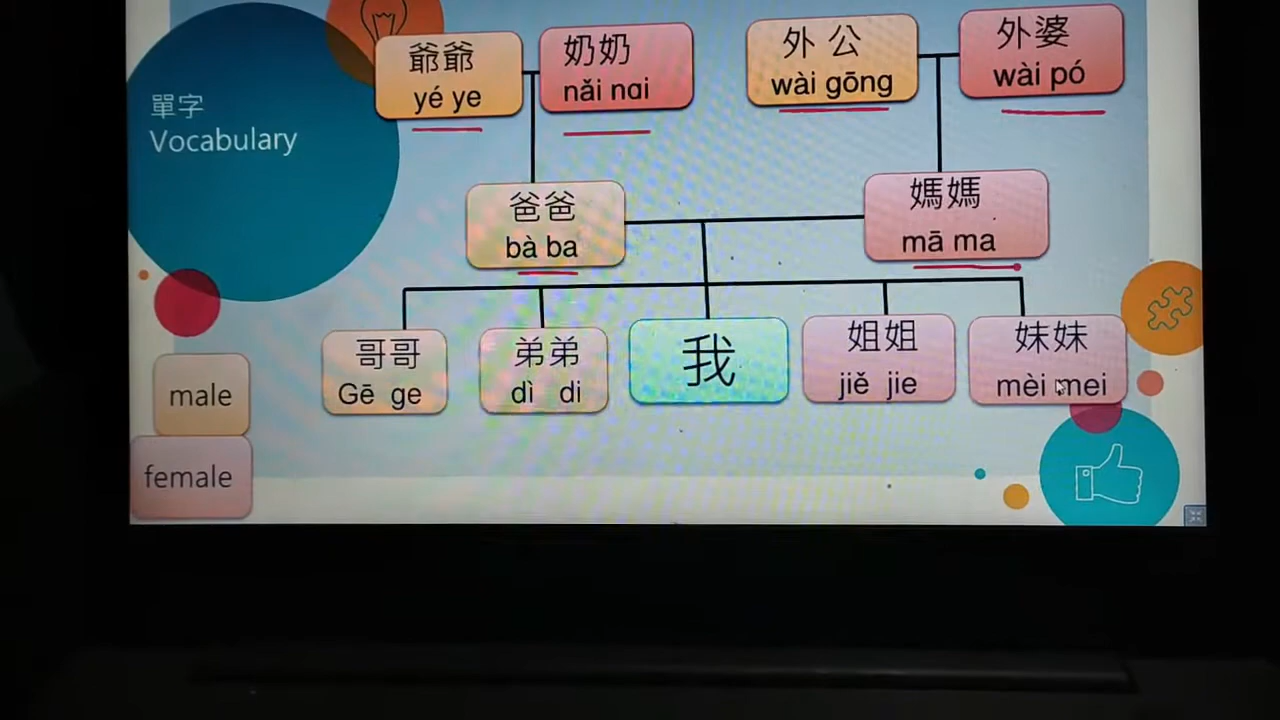 單字
Vocabulary
爺爺
yé ye
奶奶
nǎi nɑi
外 公
wài gōng
外婆
wài pó
爸爸
bà ba
媽媽
mā ma
哥哥
Gē ge
弟弟
dì di
我
姐姐
jiě jie
妹妹
mèi mei
male
female